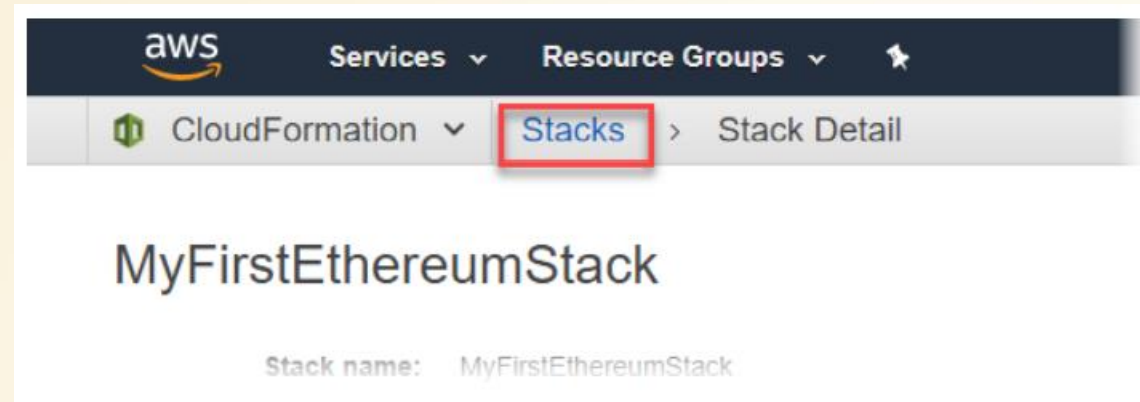 aws Services Resource Groups
CloudFormation Stacks > Stack Detail
MyFirstEthereumStack
Stack name: MyFirstEthereumStack